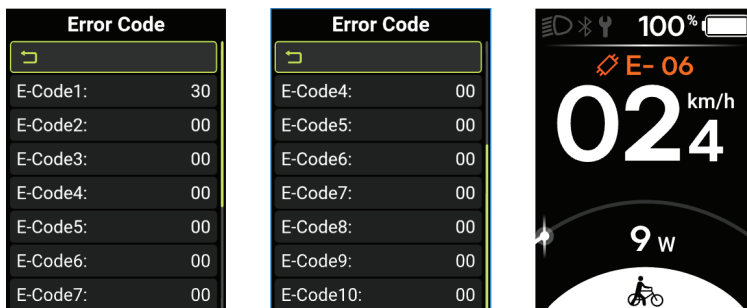 Error Code
E-Code1: 30
E-Code2: 00
E-Code3: 00
E-Code4: 00
E-Code5: 00
E-Code6: 00
E-Code7: 00
Error Code
E-Code4: 00
E-Code5: 00
E-Code6: 00
E-Code7: 00
E-Code8: 00
E-Code9: 00
E-Code10: 00
100%
E- 06
024 km/h
9 W